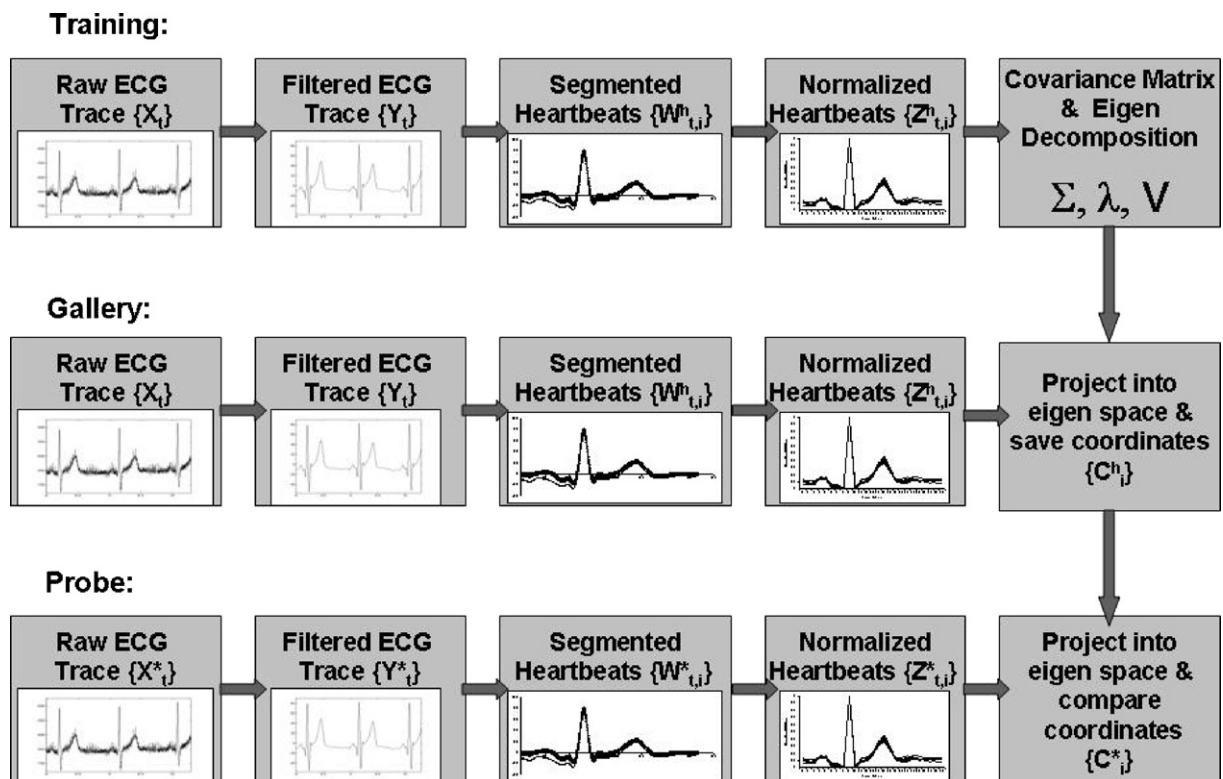 Training:
Raw ECG
Trace {Xt}
Filtered ECG
Trace {Yt}
Segmented
Heartbeats {Wht,i}
Normalized
Heartbeats {Zht,i}
Covariance Matrix
& Eigen
Decomposition
Σ, λ, V
Gallery:
Raw ECG
Trace {Xt}
Filtered ECG
Trace {Yt}
Segmented
Heartbeats {Wht,i}
Normalized
Heartbeats {Zht,i}
Project into
eigen space &
save coordinates
{Chi}
Probe:
Raw ECG
Trace {X*t}
Filtered ECG
Trace {Y*t}
Segmented
Heartbeats {W*t,i}
Normalized
Heartbeats {Z*t,i}
Project into
eigen space &
compare
coordinates
{C*i}